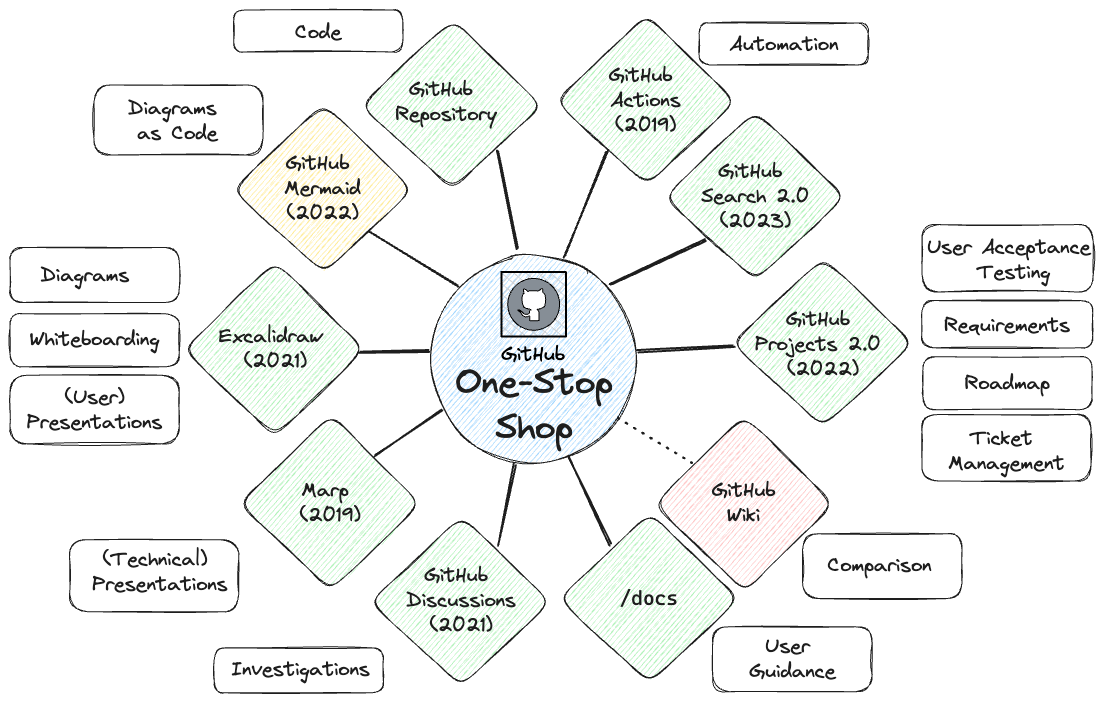 Code
GitHub
Repository
GitHub
Actions
(2019)
Automation
Diagrams
as Code
GitHub
Mermaid
(2022)
GitHub
Search 2.0
(2023)
Diagrams
Whiteboarding
(User)
Presentations
Excalidraw
(2021)
GitHub
One-Stop
Shop
GitHub
Projects 2.0
(2022)
User Acceptance
Testing
Requirements
Roadmap
Ticket
Management
Marp
(2019)
(Technical)
Presentations
GitHub
Discussions
(2021)
Investigations
/docs
User
Guidance
GitHub
Wiki
Comparison